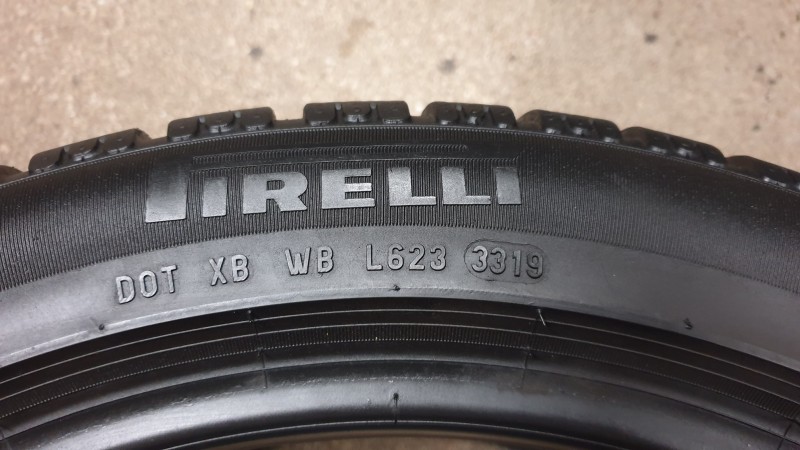 PIRELLI
DOT XB WB L623 3319